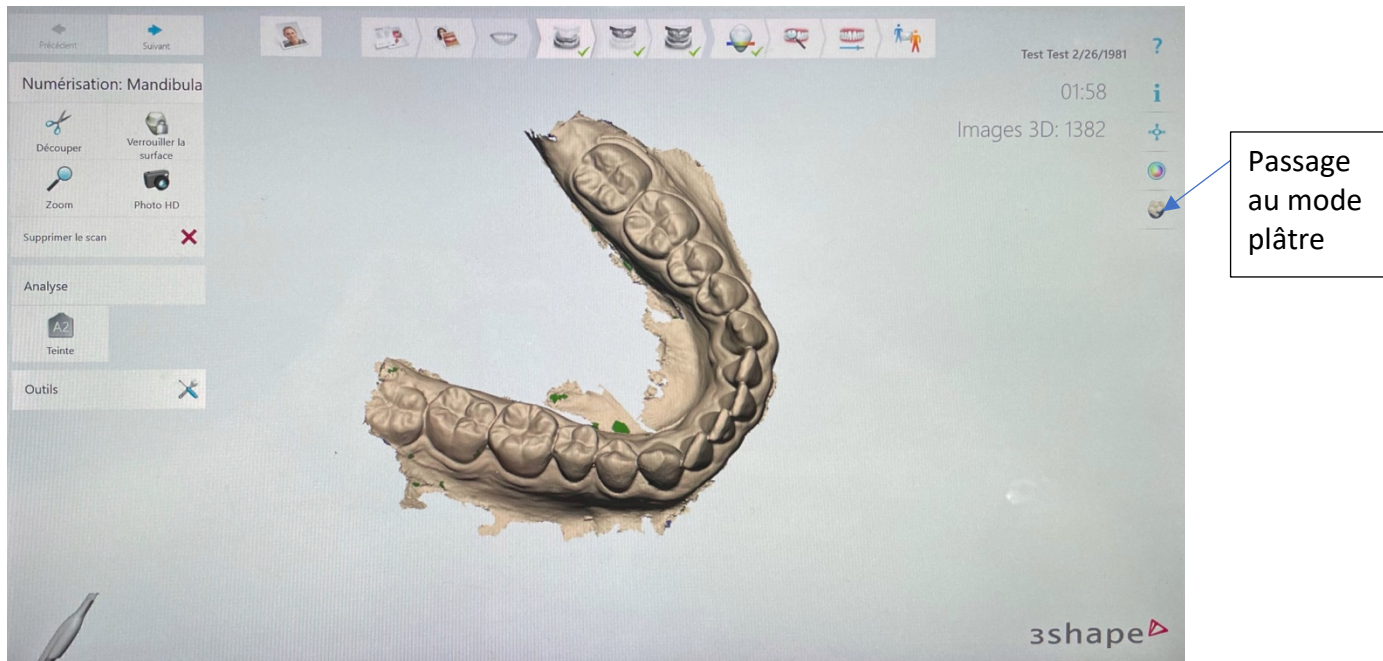 Précédent
Suivant
Test Test 2/26/1981
?
Numérisation: Mandibula
01:58
i
Découper
Verrouiller la
surface
Images 3D: 1382
Zoom
Photo HD
Supprimer le scan
Analyse
A2
Teinte
Outils
3shape
Passage
au mode
plâtre